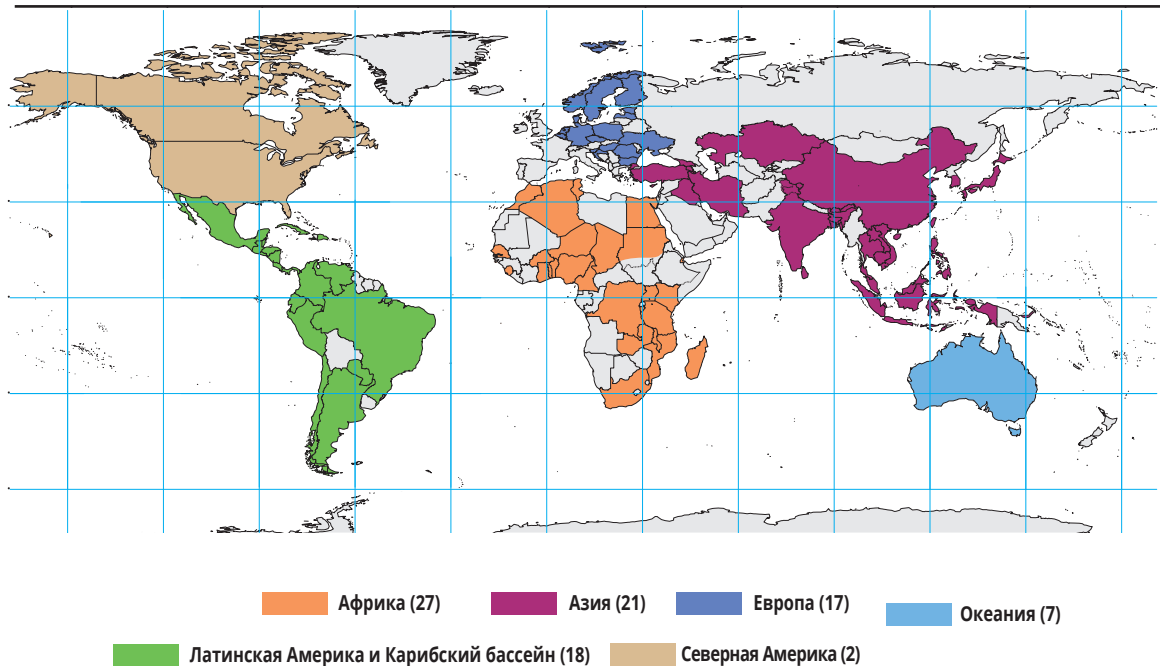 Африка (27)
Азия (21)
Европа (17)
Океания (7)
Латинская Америка и Карибский бассейн (18)
Северная Америка (2)